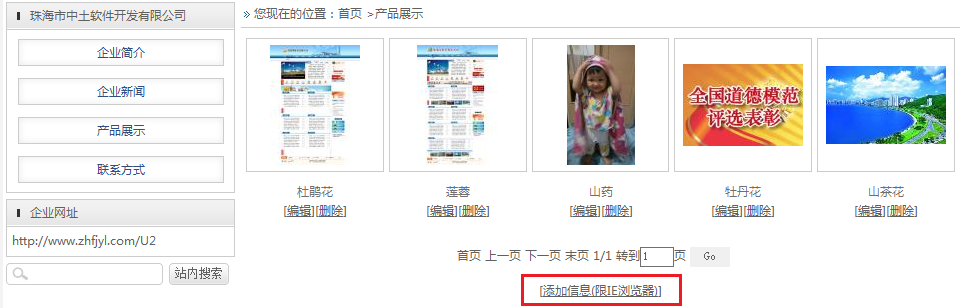 珠海市中土软件开发有限公司
企业简介
企业新闻
产品展示
联系方式
企业网址
http://www.zhfjyl.com/U2
站内搜索
您现在的位置：首页 >产品展示
全国道德模范
评选表彰
杜鹃花
[编辑][删除]
莲蓉
[编辑][删除]
山药
[编辑][删除]
牡丹花
[编辑][删除]
山茶花
[编辑][删除]
首页 上一页 下一页 末页 1/1 转到 1 页 Go
[添加信息(限IE浏览器)]